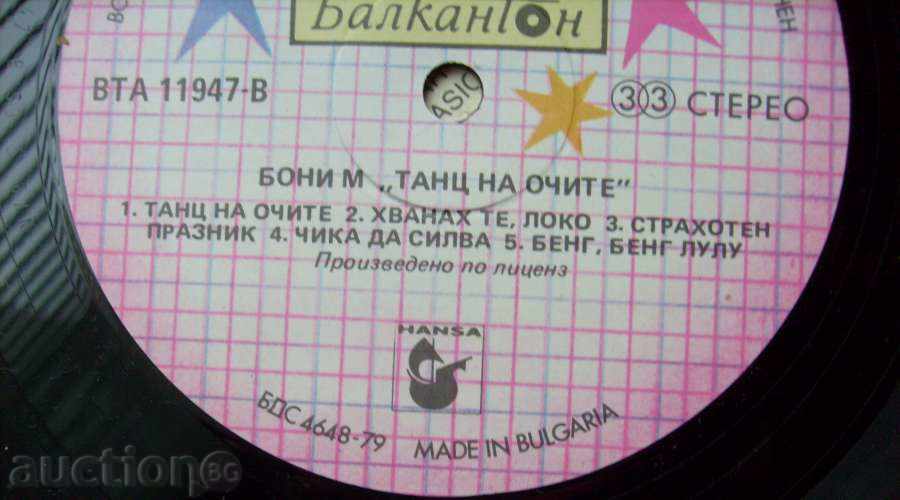 Балкантон
ВТА 11947-В
33 СТЕРЕО
БОНИ М „ТАНЦ НА ОЧИТЕ"
1. ТАНЦ НА ОЧИТЕ 2. ХВАНАХ ТЕ, ЛОКО 3. СТРАХОТЕН
ПРАЗНИК 4. ЧИКА ДА СИЛВА 5. БЕНГ, БЕНГ ЛУЛУ
Произведено по лиценз
HANSA
БДС 4648-79
MADE IN BULGARIA
auction BG